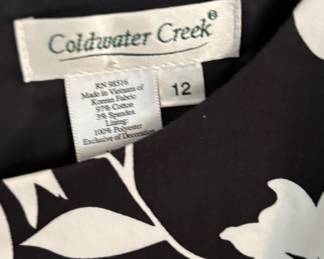 Coldwater Creek®
RN 98516
Made in Vietnam of
Korean Fabric
97% Cotton
3% Spandex
Lining:
100% Polyester
Exclusive of Decoration
12